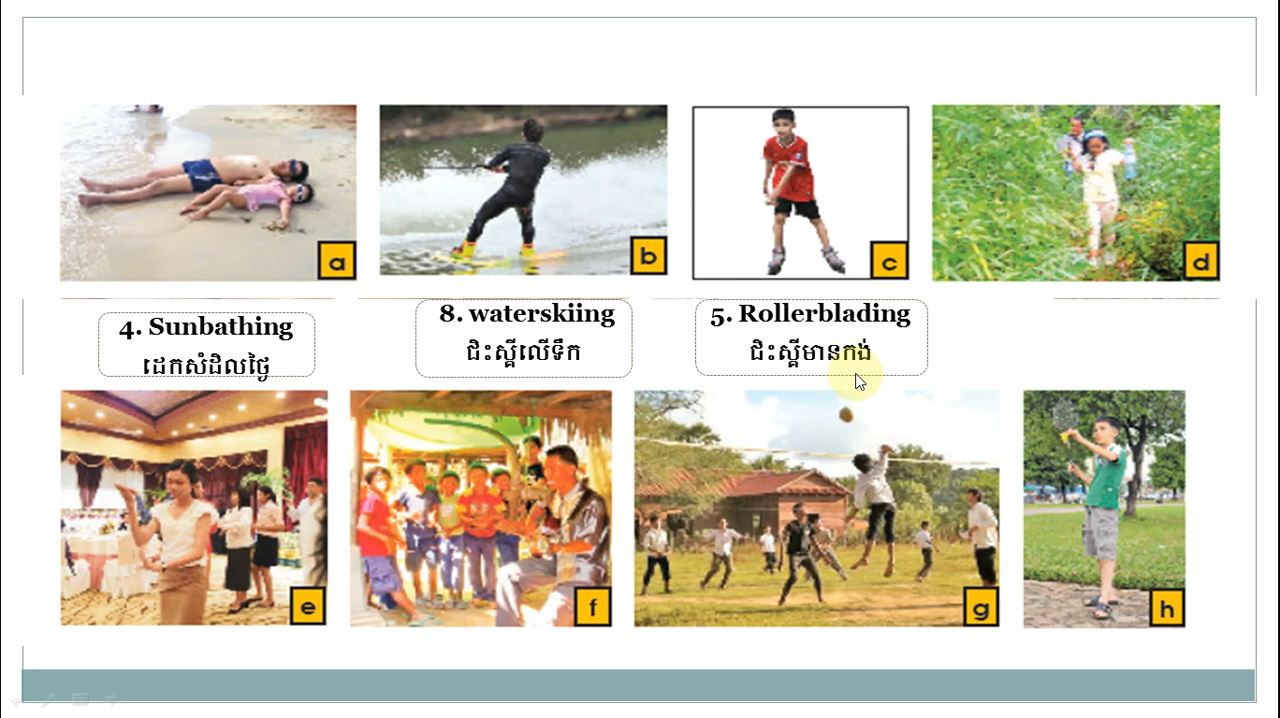 a
b
c
d
4. Sunbathing
ដេកសំដិលថ្ងៃ
8. waterskiing
ជិះស្គីលើទឹក
5. Rollerblading
ជិះស្គីមានកង់
e
f
g
h